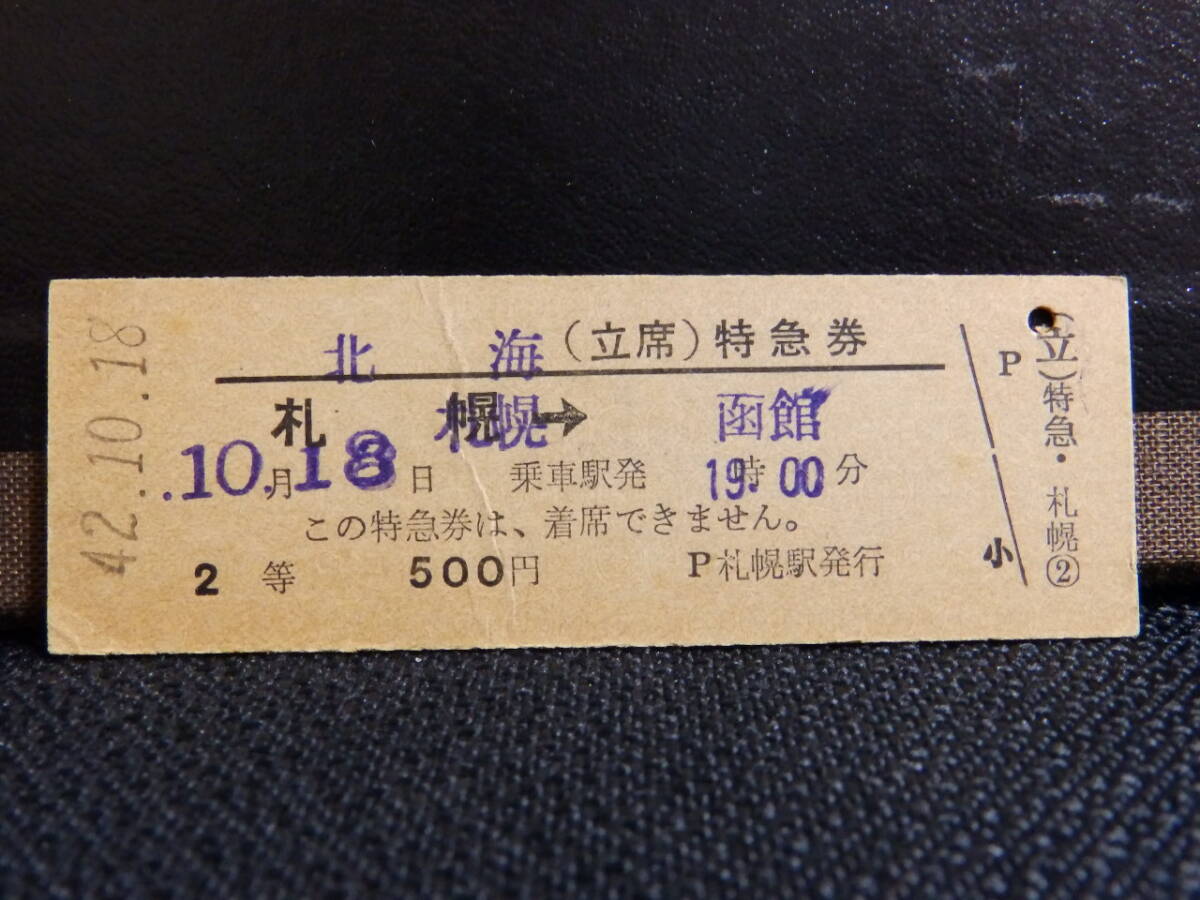 42.10.18
北海（立席）特急券
札幌 札幌→ 函館
.10.月18日 乗車駅発 19時00分
この特急券は、着席できません。
2 等 500円 P札幌駅発行
P
小
（立）特急・札幌②